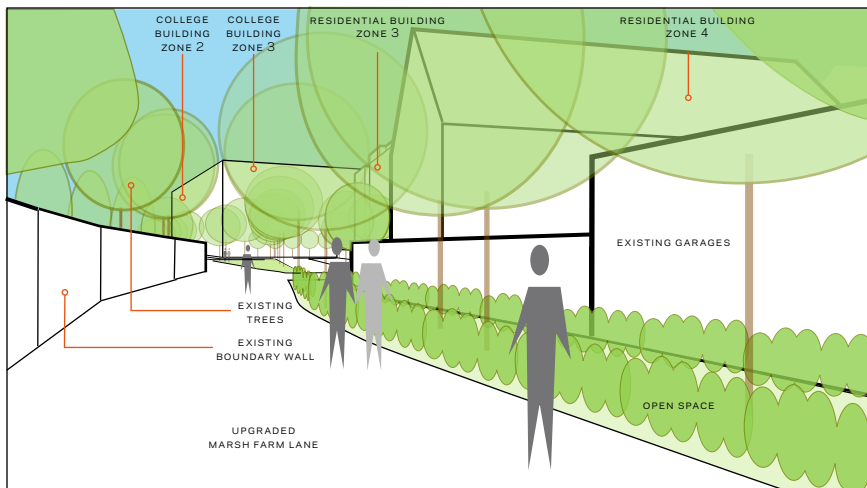 COLLEGE
BUILDING
ZONE 2
COLLEGE
BUILDING
ZONE 3
RESIDENTIAL BUILDING
ZONE 3
RESIDENTIAL BUILDING
ZONE 4
EXISTING GARAGES
EXISTING
TREES
EXISTING
BOUNDARY WALL
OPEN SPACE
UPGRADED
MARSH FARM LANE